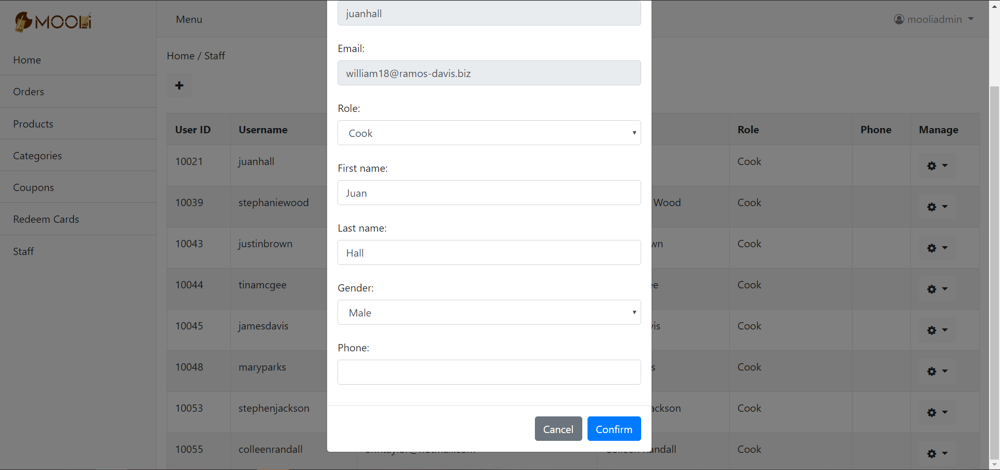 MOOLi
Menu
mooliadmin
Home
Orders
Products
Categories
Coupons
Redeem Cards
Staff
Home / Staff
User ID Username Role Phone Manage
10021 juanhall Cook
10039 stephaniewood Wood Cook
10043 justinbrown wn Cook
10044 tinamcgee ee Cook
10045 jamesdavis vis Cook
10048 maryparks s Cook
10053 stephenjackson ackson Cook
10055 colleenrandall andall Cook
juanhall
Email:
william18@ramos-davis.biz
Role:
Cook
First name:
Juan
Last name:
Hall
Gender:
Male
Phone:
Cancel Confirm